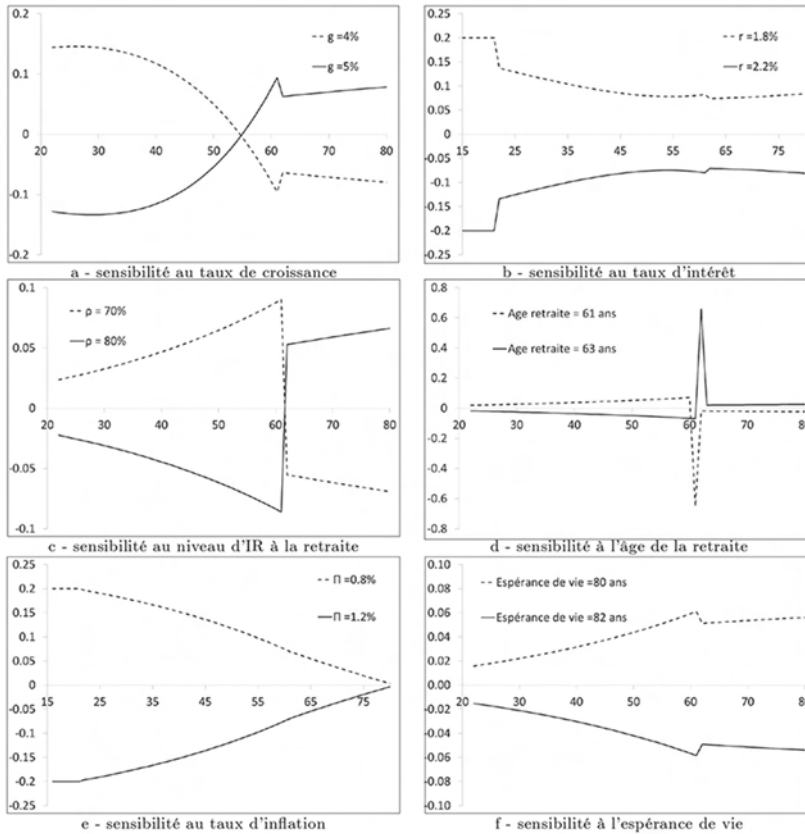 0.2
0.1
0
-0.1
-0.2
20 30 40 50 60 70 80
g =4%
g =5%
a - sensibilité au taux de croissance
0.25
0.2
0.15
0.1
0.05
0
-0.05
-0.1
-0.15
-0.2
-0.25
15 25 35 45 55 65 75
r =1.8%
r =2.2%
b - sensibilité au taux d'intérêt
0.1
0.05
0
-0.05
-0.1
20 30 40 50 60 70 80
ρ = 70%
ρ = 80%
c - sensibilité au niveau d'IR à la retraite
0.8
0.6
0.4
0.2
0
-0.2
-0.4
-0.6
-0.8
20 30 40 50 60 70 80
Age retraite = 61 ans
Age retraite = 63 ans
d - sensibilité à l'âge de la retraite
0.25
0.2
0.15
0.1
0.05
0
-0.05
-0.1
-0.15
-0.2
-0.25
15 25 35 45 55 65 75
Π =0.8%
Π =1.2%
e - sensibilité au taux d'inflation
0.10
0.08
0.06
0.04
0.02
0.00
-0.02
-0.04
-0.06
-0.08
-0.10
20 30 40 50 60 70 80
Espérance de vie =80 ans
Espérance de vie =82 ans
f - sensibilité à l'espérance de vie